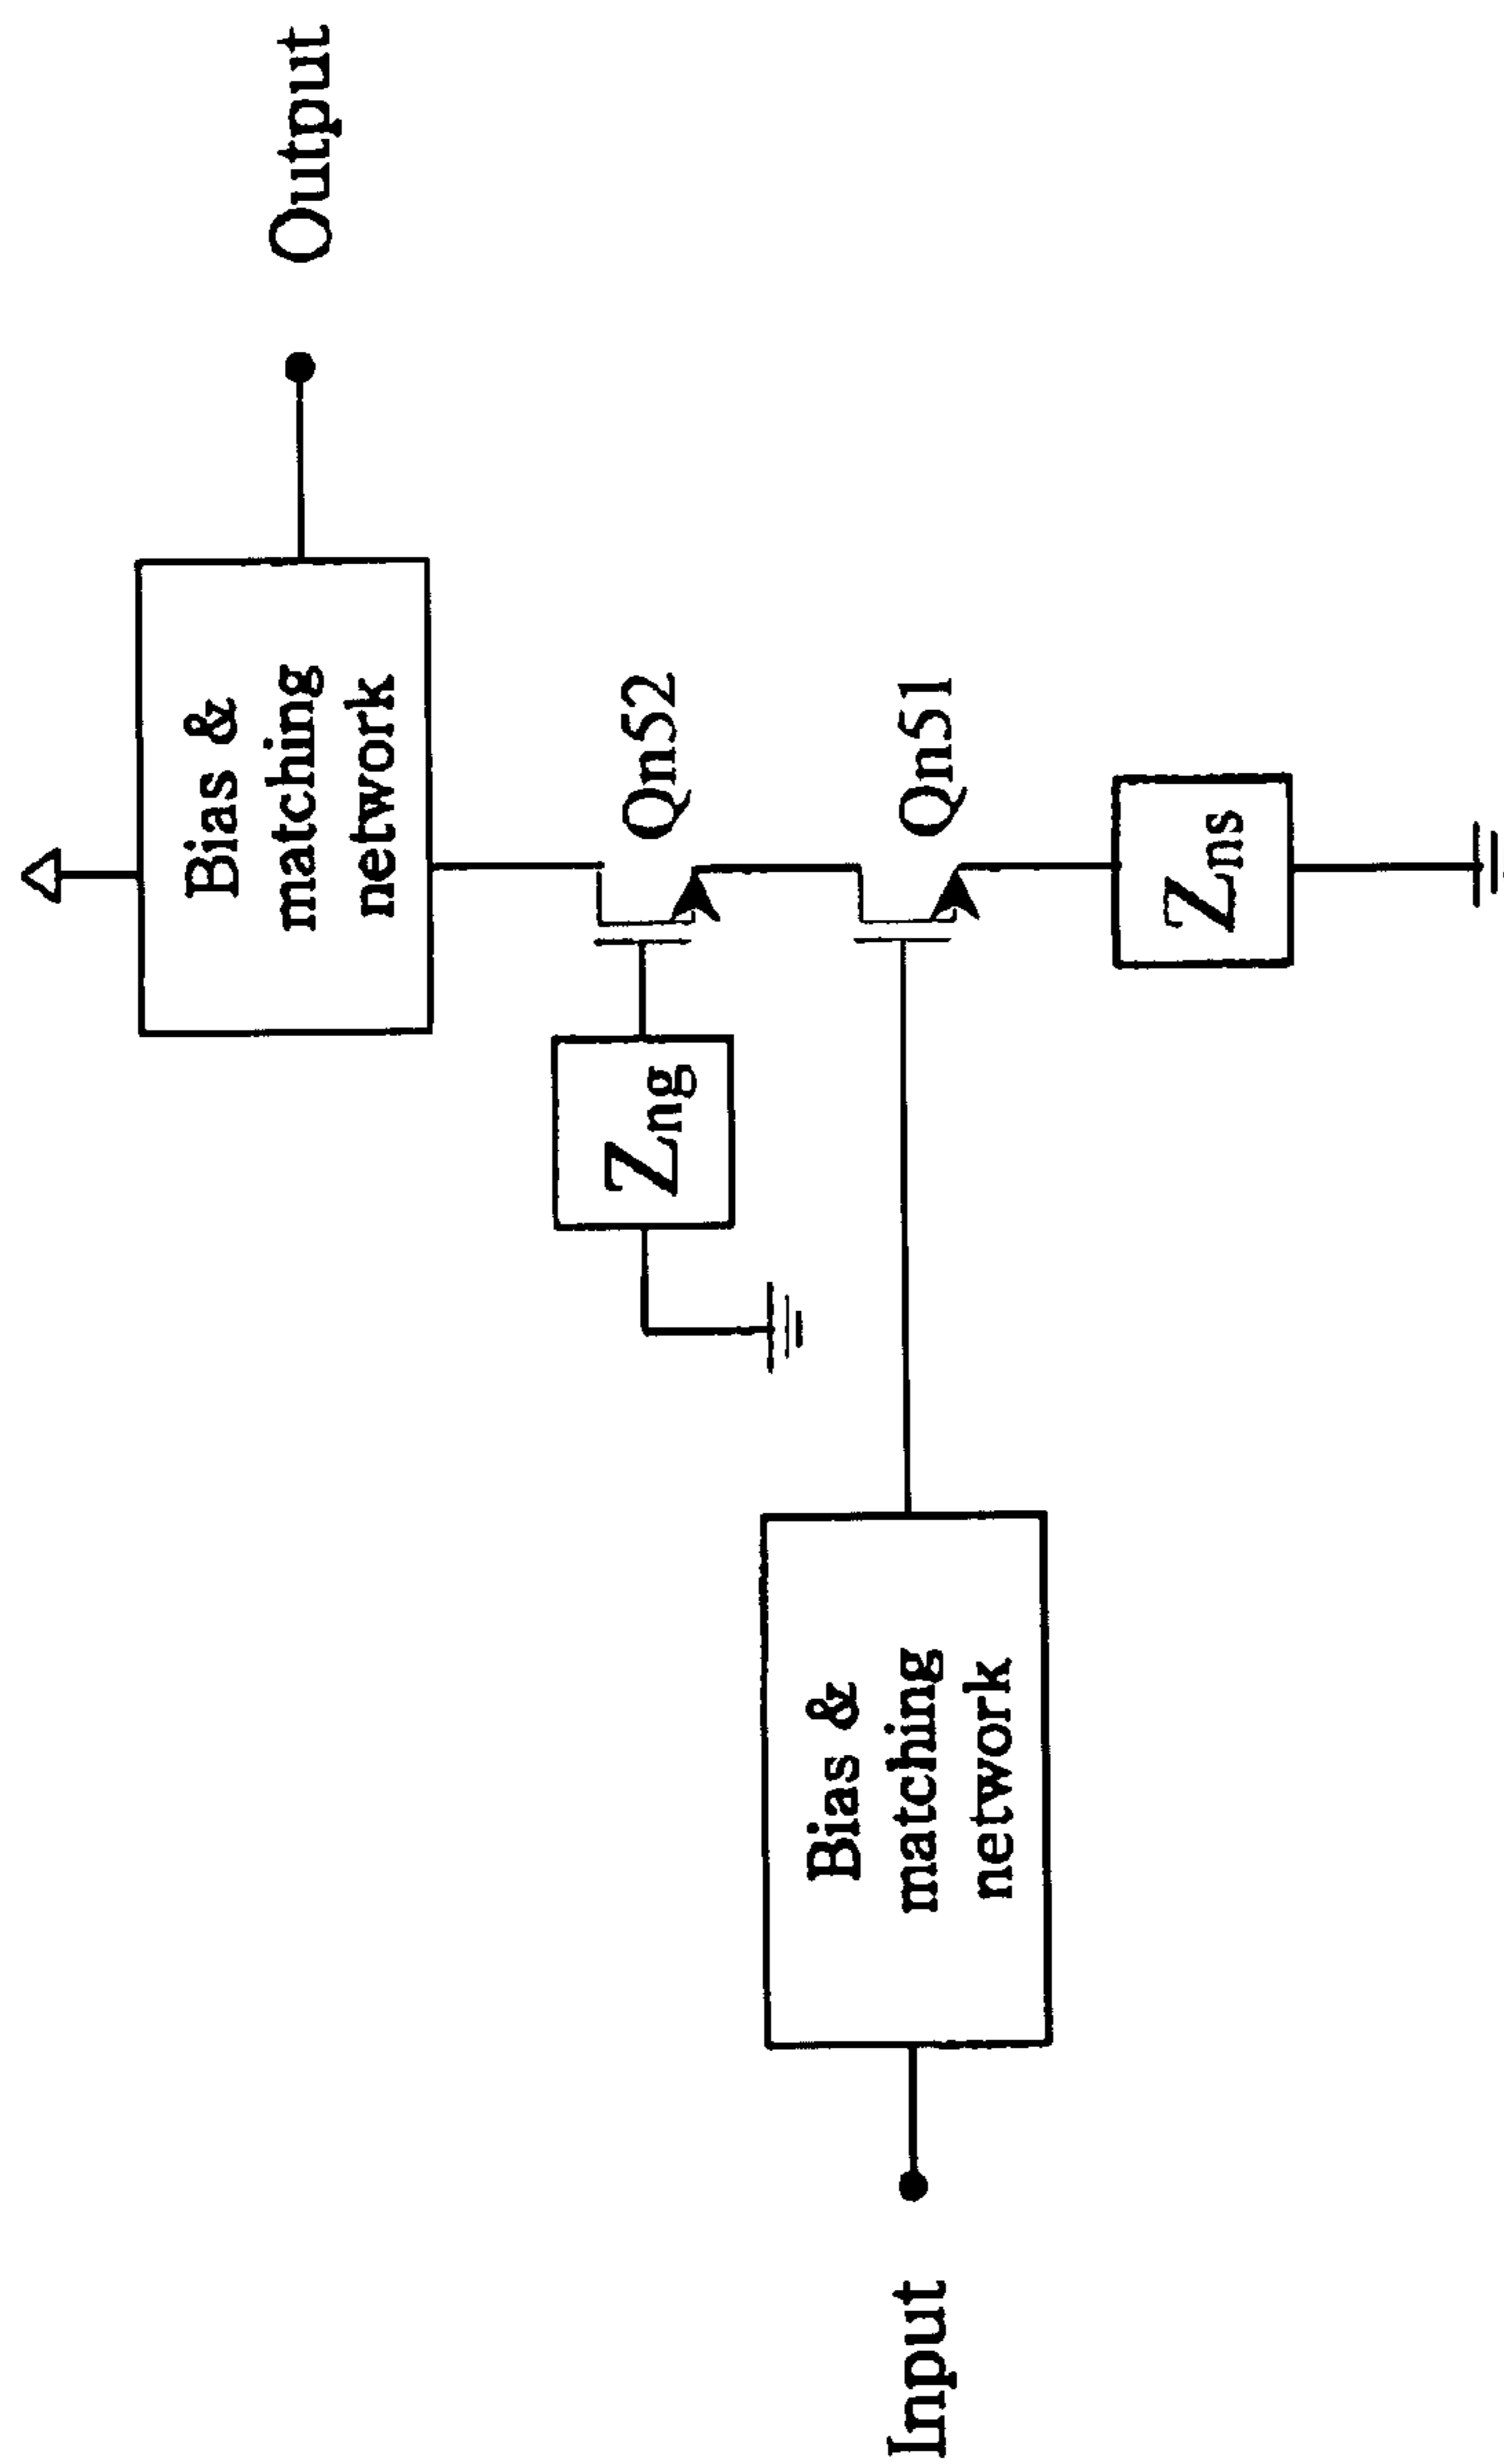 Bias &
matching
network
Output
Qn52
Zng
Qn51
Input
Bias &
matching
network
Zns